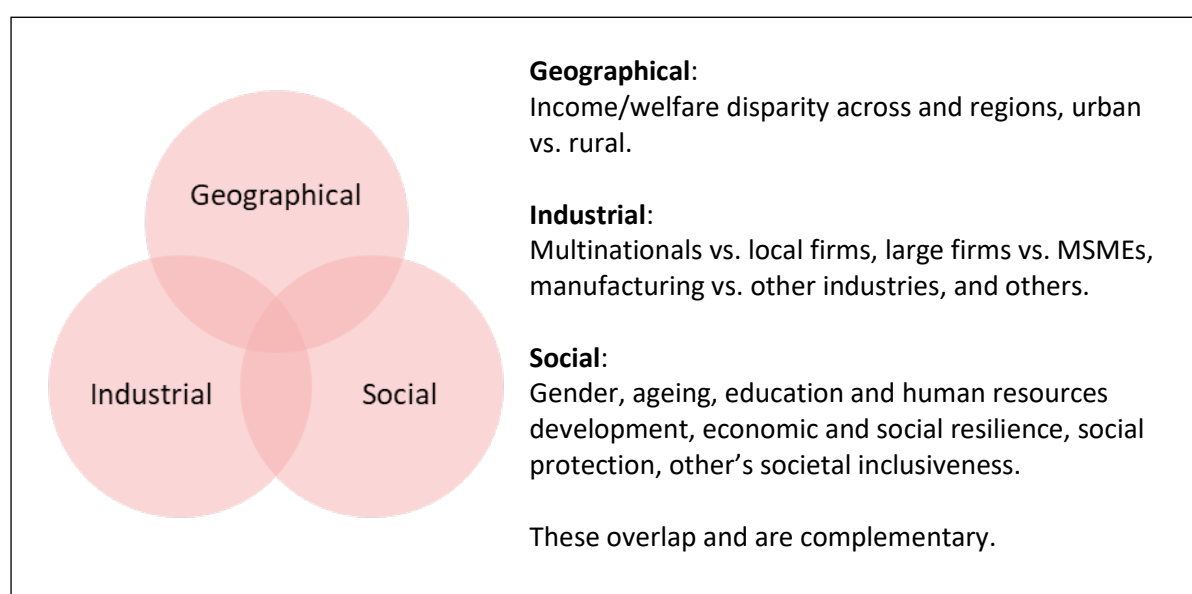 Geographical
Industrial
Social
Geographical:
Income/welfare disparity across and regions, urban
vs. rural.
Industrial:
Multinationals vs. local firms, large firms vs. MSMEs,
manufacturing vs. other industries, and others.
Social:
Gender, ageing, education and human resources
development, economic and social resilience, social
protection, other’s societal inclusiveness.
These overlap and are complementary.